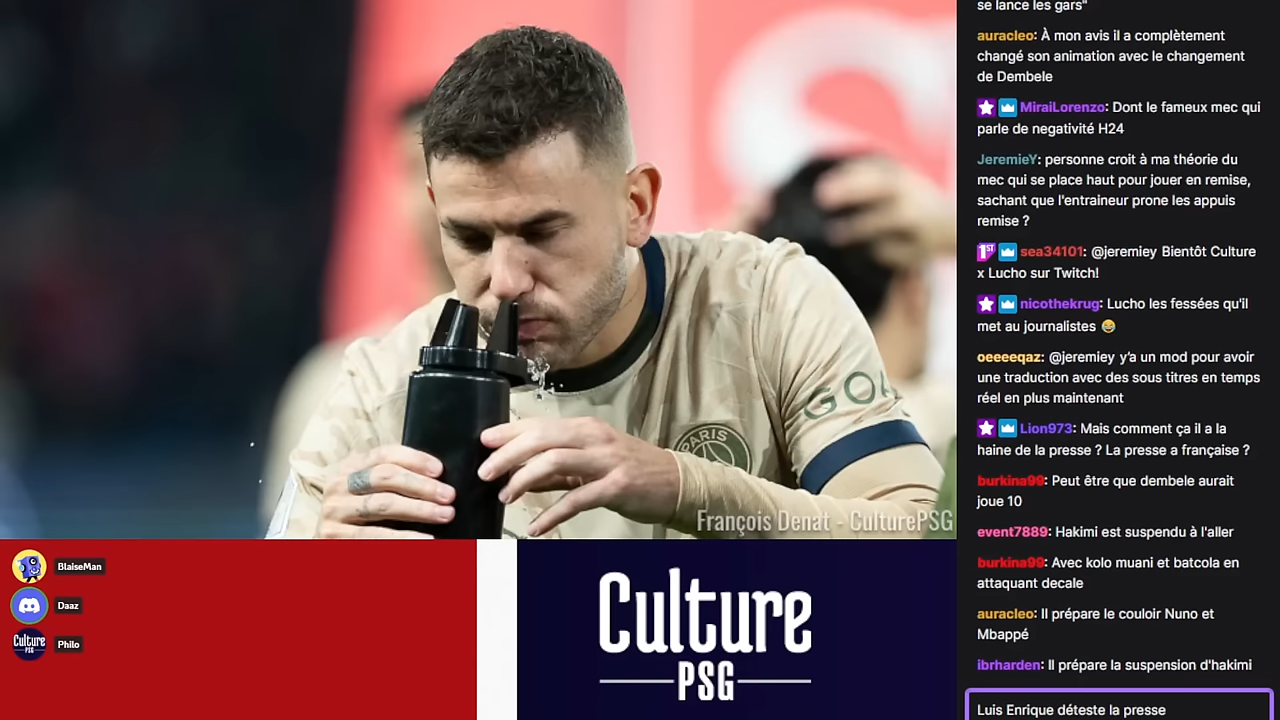 GOA
PARIS
François Denat - CulturePSG
BlaiseMan
Daaz
Culture
PSG
Philo
Culture
PSG
se lance les gars"
auracleo: À mon avis il a complètement
changé son animation avec le changement
de Dembele
MiraiLorenzo: Dont le fameux mec qui
parle de negativité H24
JeremieY: personne croit à ma théorie du
mec qui se place haut pour jouer en remise,
sachant que l'entraineur prone les appuis
remise ?
1ST sea34101: @jeremiey Bientôt Culture
x Lucho sur Twitch!
nicothekrug: Lucho les fessées qu'il
met au journalistes 😂
oeeeeqaz: @jeremiey y'a un mod pour avoir
une traduction avec des sous titres en temps
réel en plus maintenant
Lion973: Mais comment ça il a la
haine de la presse ? La presse a française ?
burkina99: Peut être que dembele aurait
joue 10
event7889: Hakimi est suspendu à l'aller
burkina99: Avec kolo muani et batcola en
attaquant decale
auracleo: Il prépare le couloir Nuno et
Mbappé
ibrharden: Il prépare la suspension d'hakimi
Luis Enrique déteste la presse